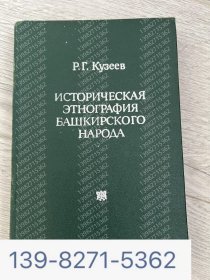 Р.Г. Кузеев
ИСТОРИЧЕСКАЯ
ЭТНОГРАФИЯ
БАШКИРСКОГО
НАРОДА
139-8271-5362